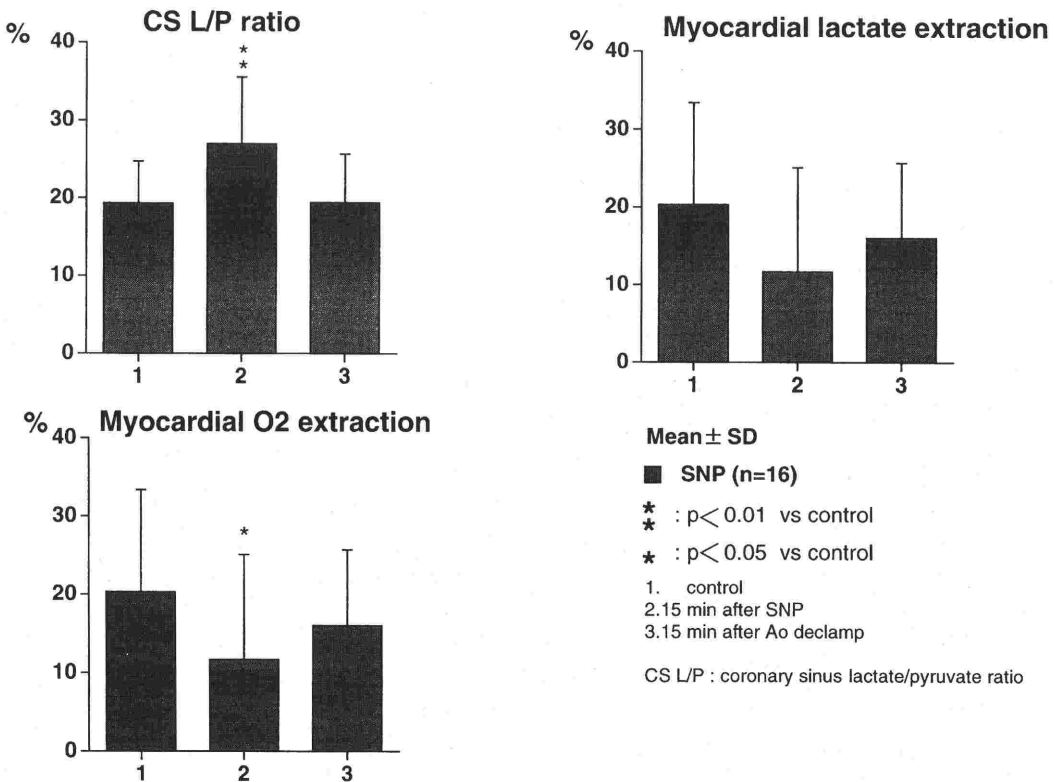 CS L/P ratio
%
40
**
30
20
10
0
1 2 3
Myocardial lactate extraction
%
40
30
20
10
0
1 2 3
Myocardial O2 extraction
%
40
30
*
20
10
0
1 2 3
Mean ± SD
SNP (n=16)
** : p< 0.01 vs control
* : p< 0.05 vs control
1. control
2.15 min after SNP
3.15 min after Ao declamp
CS L/P : coronary sinus lactate/pyruvate ratio